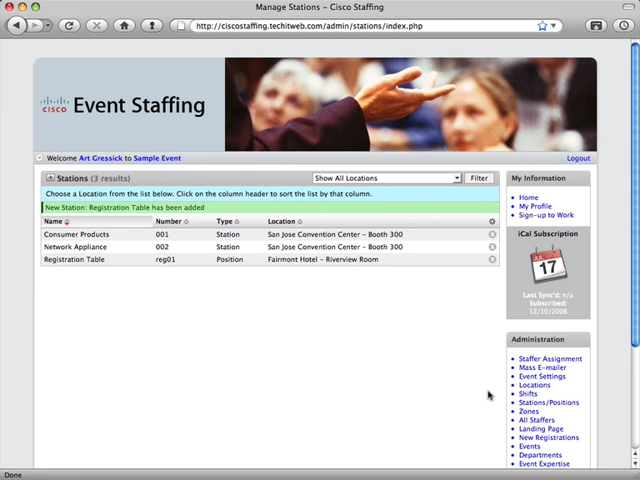 Manage Stations - Cisco Staffing
http://ciscostaffing.techitweb.com/admin/stations/index.php
CISCO Event Staffing
Welcome Art Gressick to Sample Event
Logout
Stations (3 results)
Show All Locations
Filter
Choose a Location from the list below. Click on the column header to sort the list by that column.
New Station: Registration Table has been added
Name Number Type Location
Consumer Products 001 Station San Jose Convention Center - Booth 300
Network Appliance 002 Station San Jose Convention Center - Booth 300
Registration Table reg01 Position Fairmont Hotel - Riverview Room
My Information
Home
My Profile
Sign-up to Work
iCal Subscription
17
Last Sync'd: n/a
Subscribed:
12/10/2008
Administration
Staffer Assignment
Mass E-mailer
Event Settings
Locations
Shifts
Stations/Positions
Zones
All Staffers
Landing Page
New Registrations
Events
Departments
Event Expertise
Done